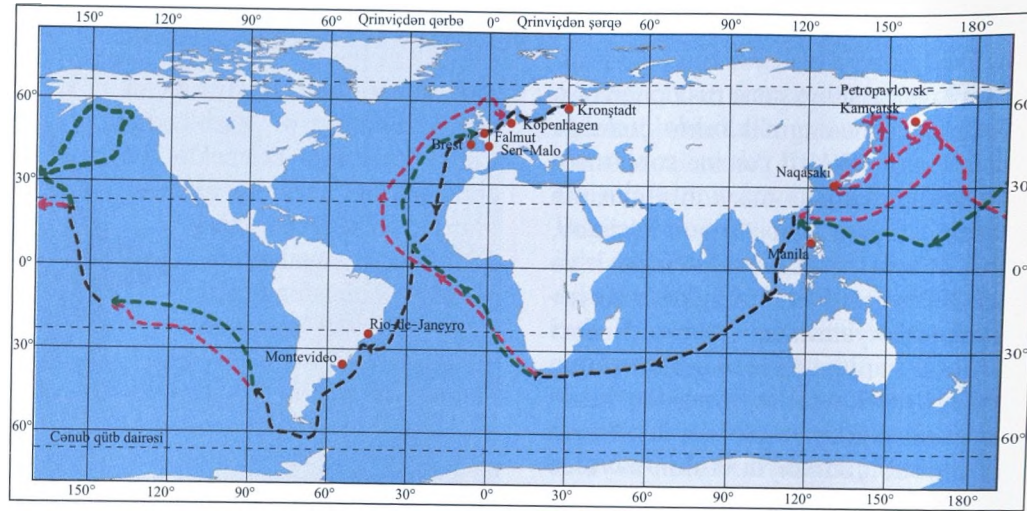 150° 120° 90° 60° Qrinviçdən qərbə 0° Qrinviçdən şərqə 60° 90° 120° 150° 180°
60°
60°
Petropavlovsk-
Kamçatsk
Kronştadt
Kopenhagen
Falmut
Brest
Sen-Malo
30°
Naqasaki
30°
Manila
0°
0°
Rio-de-Janeyro
30°
Montevideo
30°
60°
Cənub qütb dairəsi
60°
150° 120° 90° 60° 30° 0° 30° 60° 90° 120° 150° 180°